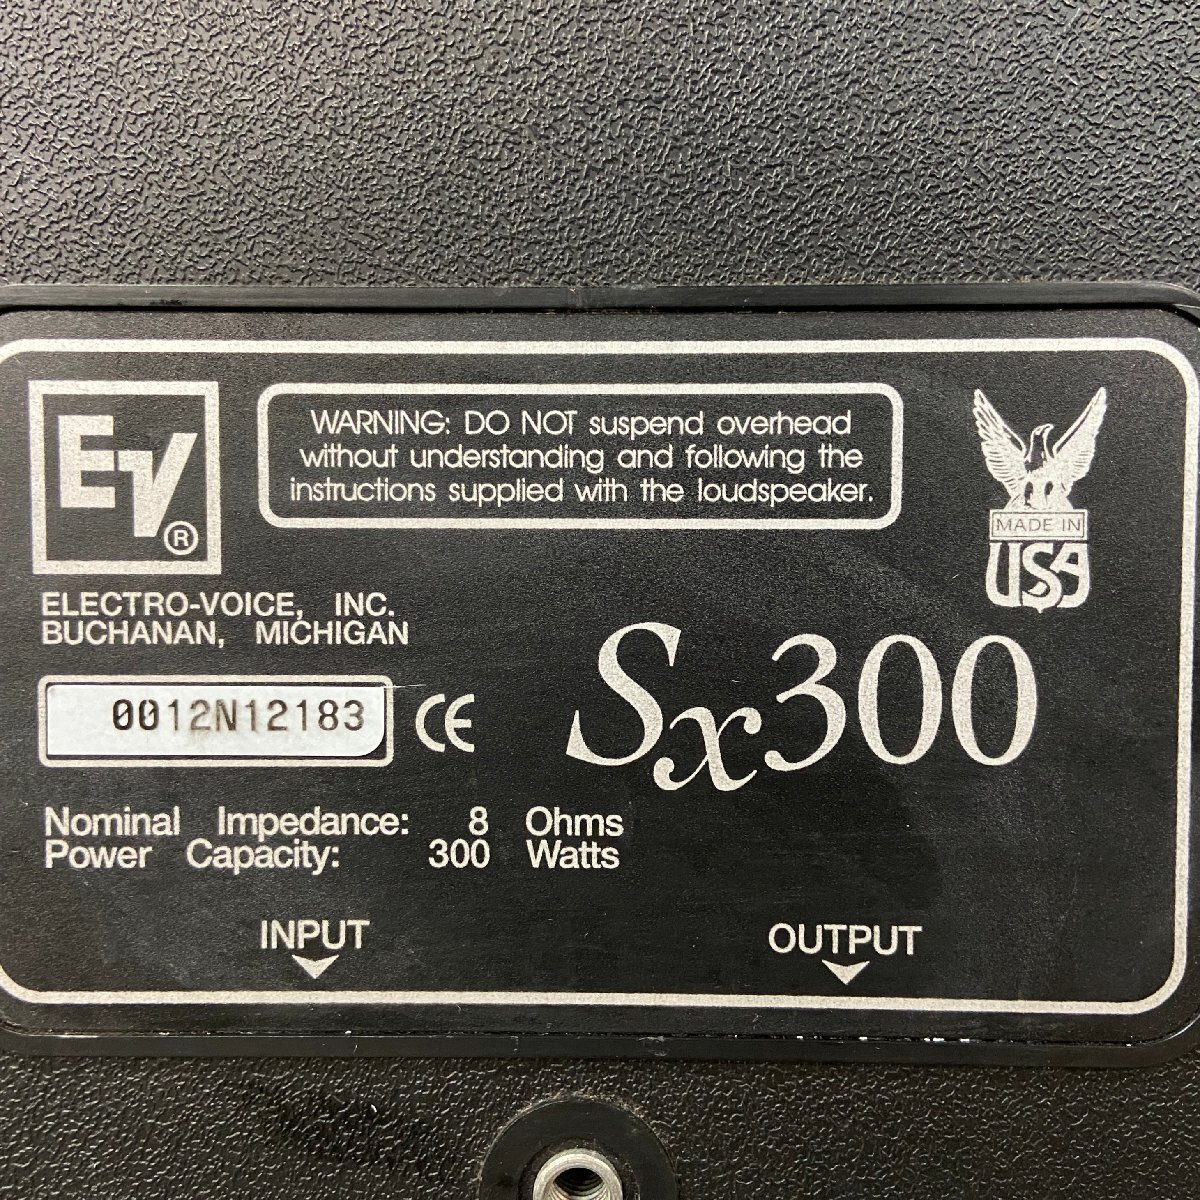 EV®
WARNING: DO NOT suspend overhead
without understanding and following the
instructions supplied with the loudspeaker.
MADE IN
USA
ELECTRO-VOICE, INC.
BUCHANAN, MICHIGAN
0012N12183 CE
Sx300
Nominal Impedance: 8 Ohms
Power Capacity: 300 Watts
INPUT
OUTPUT